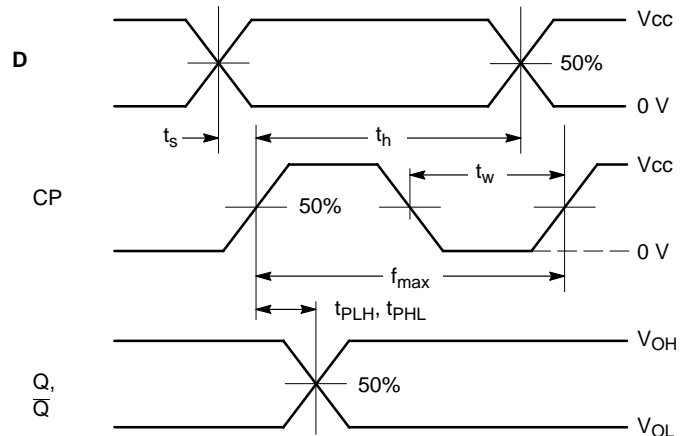 Vcc
D
50%
0 V
ts
th
Vcc
tw
CP
50%
0 V
fmax
tPLH, tPHL
VOH
Q,
Q̅
50%
VOL